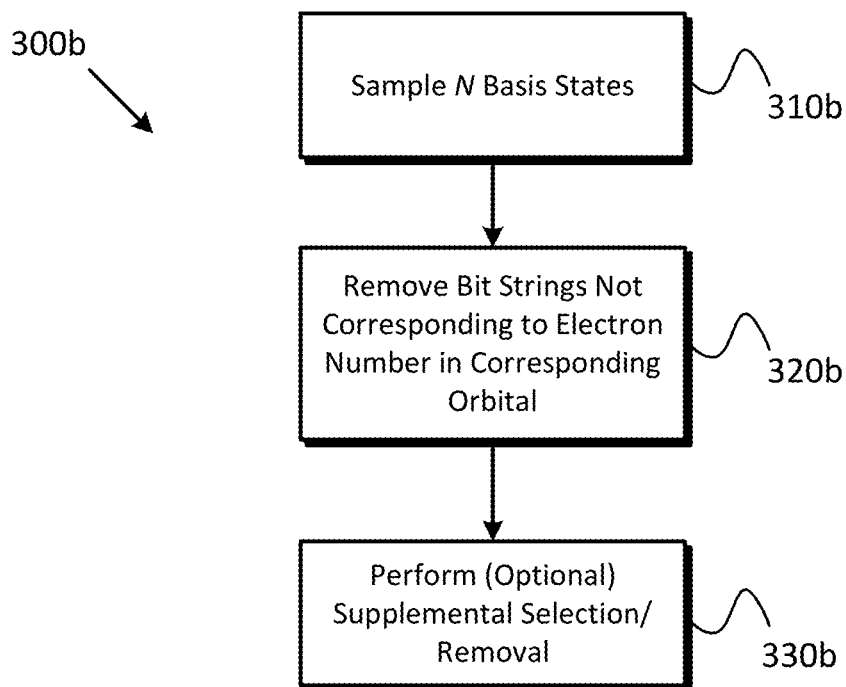 300b
Sample N Basis States
310b
Remove Bit Strings Not
Corresponding to Electron
Number in Corresponding
Orbital
320b
Perform (Optional)
Supplemental Selection/
Removal
330b